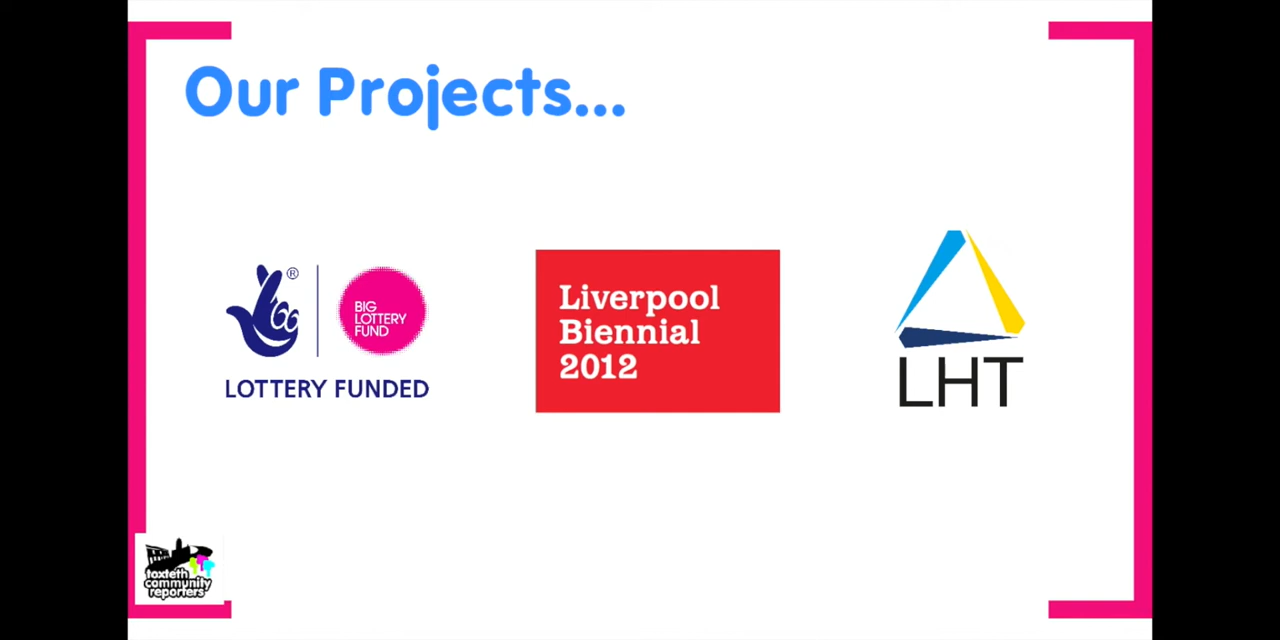 Our Projects...
®
BIG
LOTTERY
FUND
LOTTERY FUNDED
Liverpool
Biennial
2012
LHT
toxteth
community
reporters